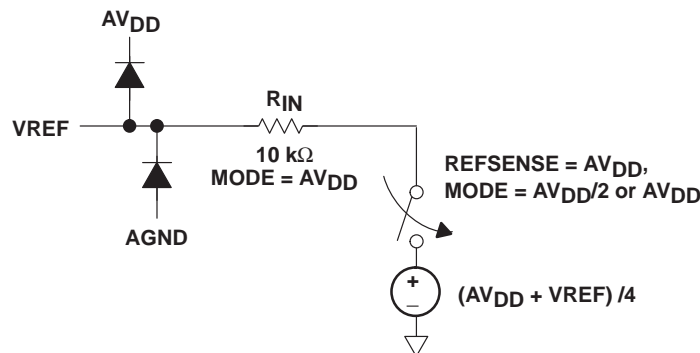 AVDD
VREF
RIN
10 kΩ
MODE = AVDD
AGND
REFSENSE = AVDD,
MODE = AVDD/2 or AVDD
+
−
(AVDD + VREF) /4